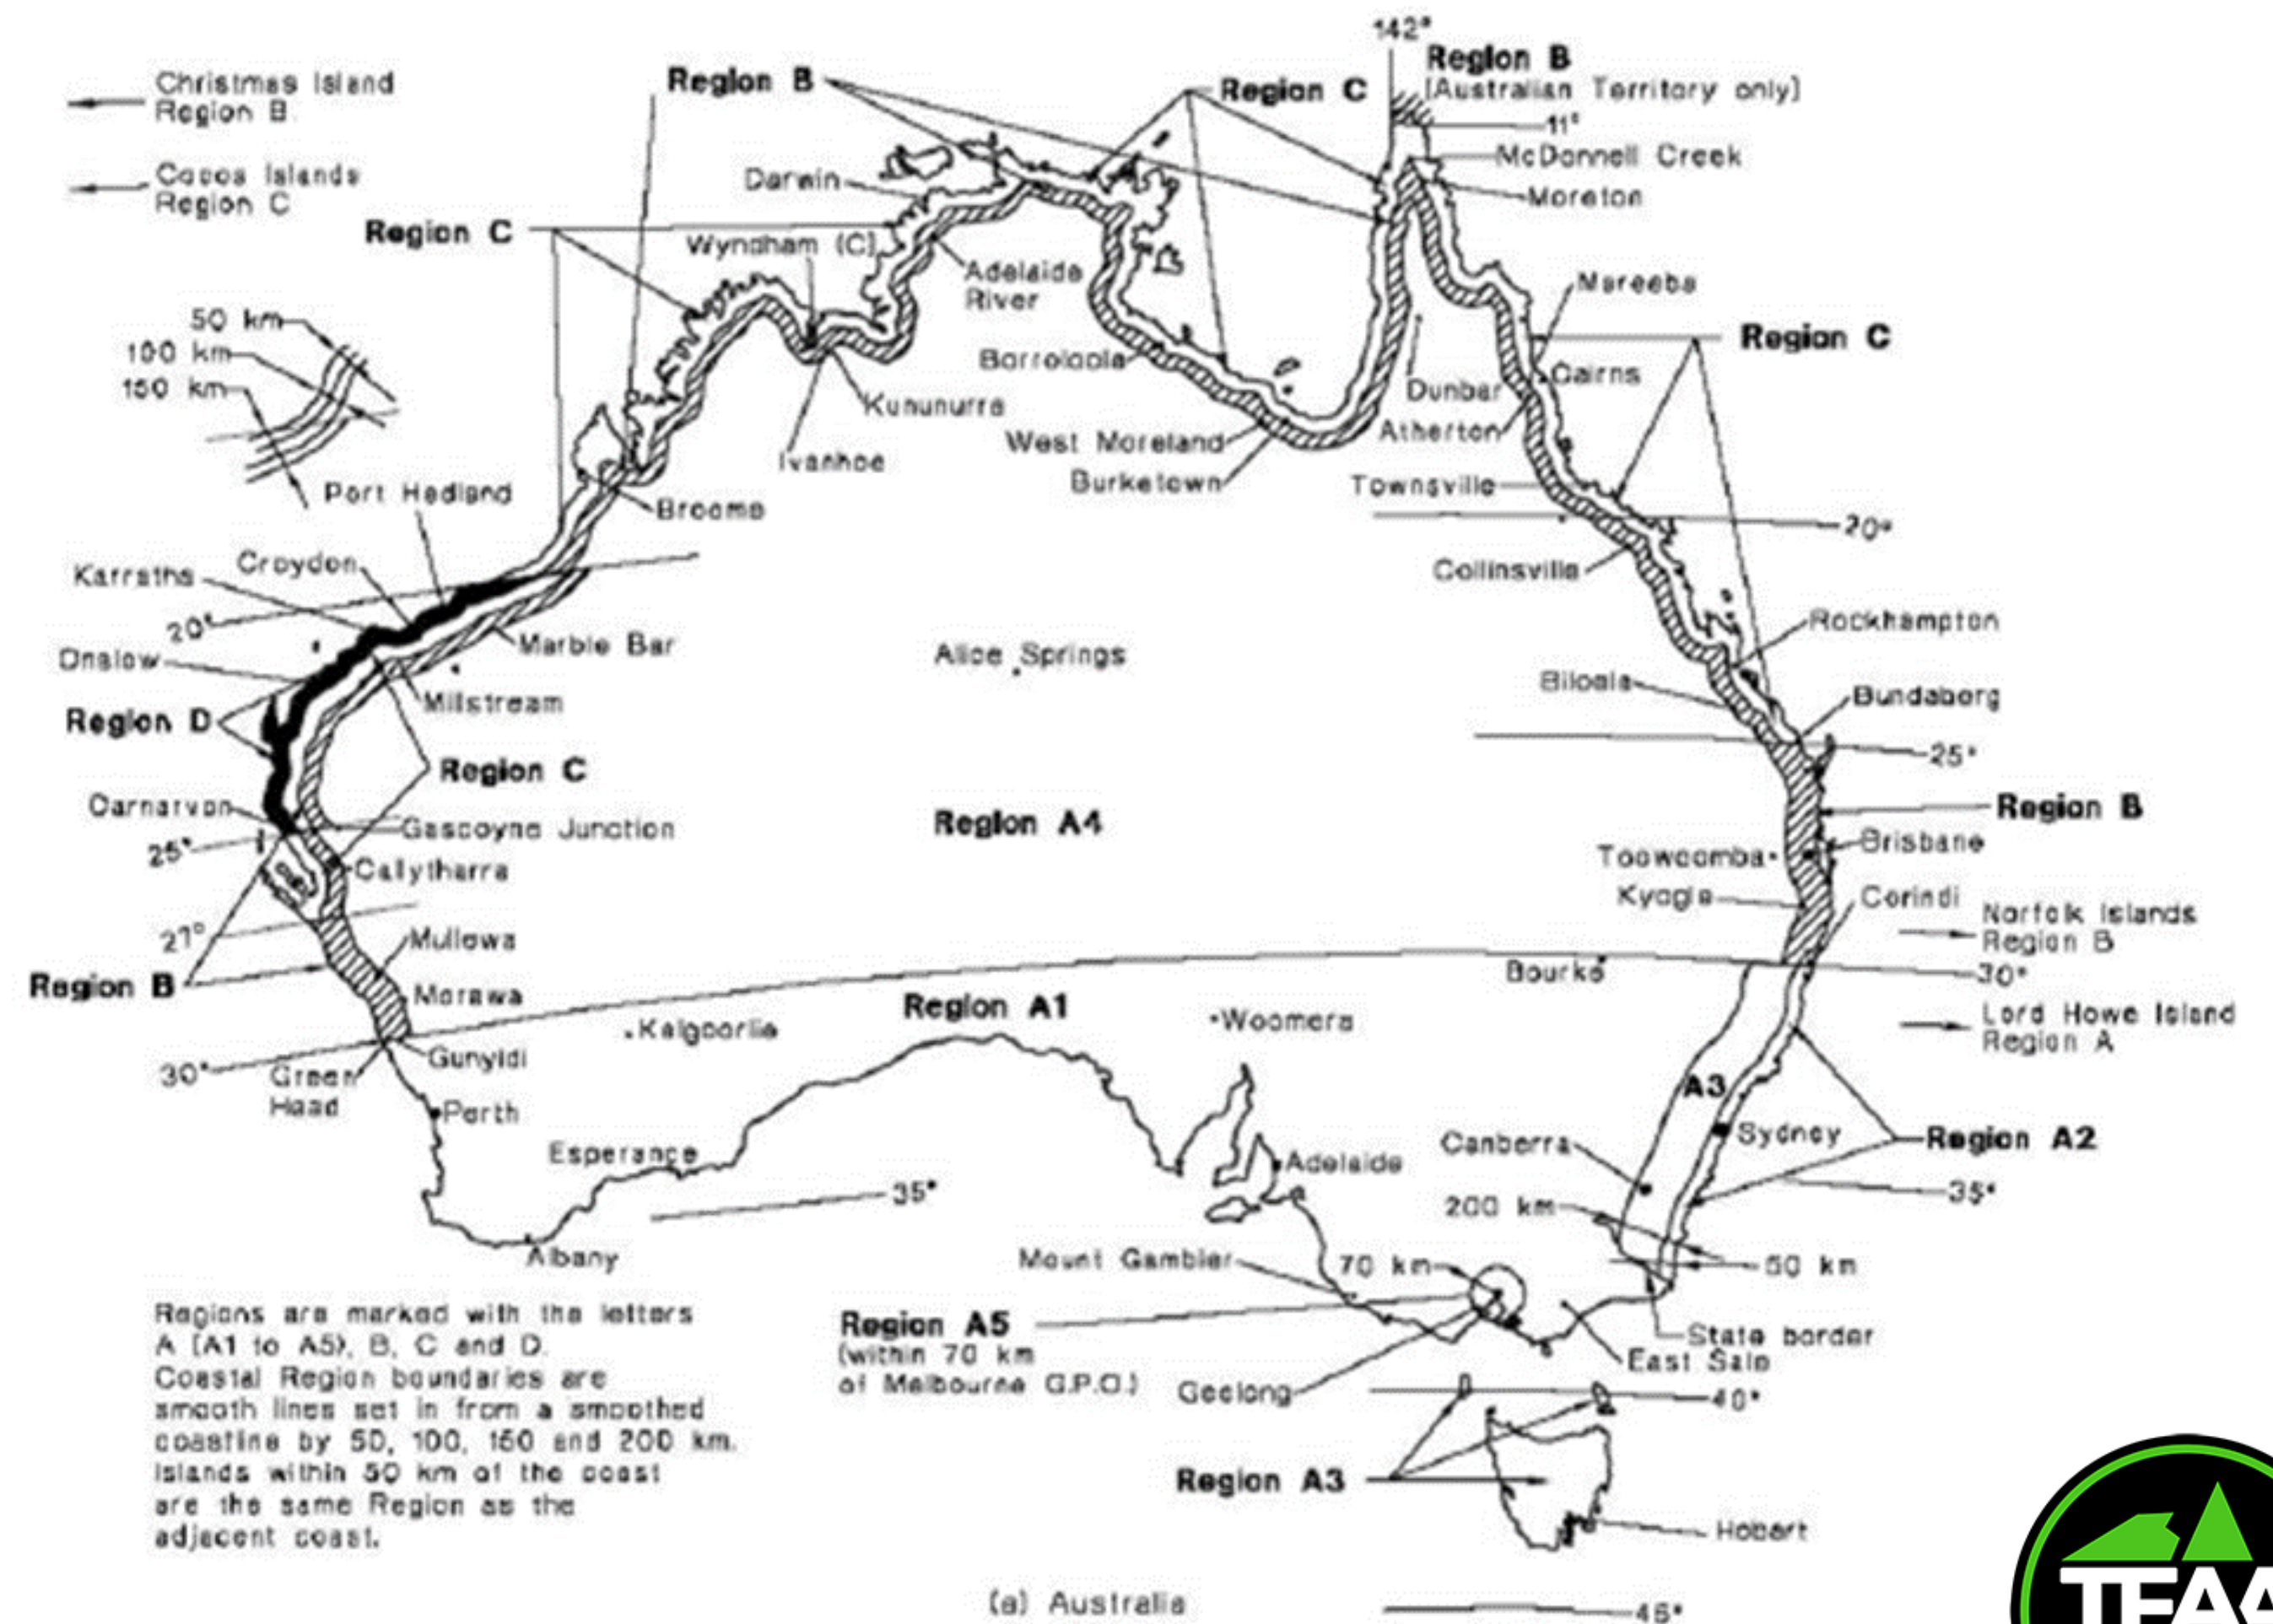 142°
Region B
(Australian Territory only)
11°
Christmas Island
Region B
Cocos Islands
Region C
Region B
Region C
McDonnell Creek
Moreton
Darwin
Region C
Wyndham (C)
Adelaide
River
Mareeba
Region C
50 km
100 km
150 km
Borroloola
Cairns
Dunbar
Kununurra
Atherton
West Moreland
Ivanhoe
Burketown
Townsville
Port Hedland
Broome
20°
Croydon
Karratha
Collinsville
20°
Rockhampton
Marble Bar
Onslow
Alice Springs
Biloela
Bundaberg
Millstream
Region D
25°
Region C
Carnarvon
Region B
Gascoyne Junction
Region A4
25°
Brisbane
Toowoomba
Callytharra
Kyogle
Corindi
Norfolk Islands
Region B
27°
Mullewa
Region B
Bourke
30°
Morawa
Region A1
Lord Howe Island
Region A
Kalgoorlie
Woomera
Gunyidi
30°
Green
Head
A3
Perth
Sydney
Canberra
Region A2
Esperance
Adelaide
35°
35°
200 km
Albany
Mount Gambier
70 km
50 km
Regions are marked with the letters
A (A1 to A5), B, C and D.
Coastal Region boundaries are
smooth lines set in from a smoothed
coastline by 50, 100, 150 and 200 km.
Islands within 50 km of the coast
are the same Region as the
adjacent coast.
Region A5
(within 70 km
of Melbourne G.P.O.)
State border
East Sale
Geelong
40°
Region A3
Hobart
(a) Australia
45°